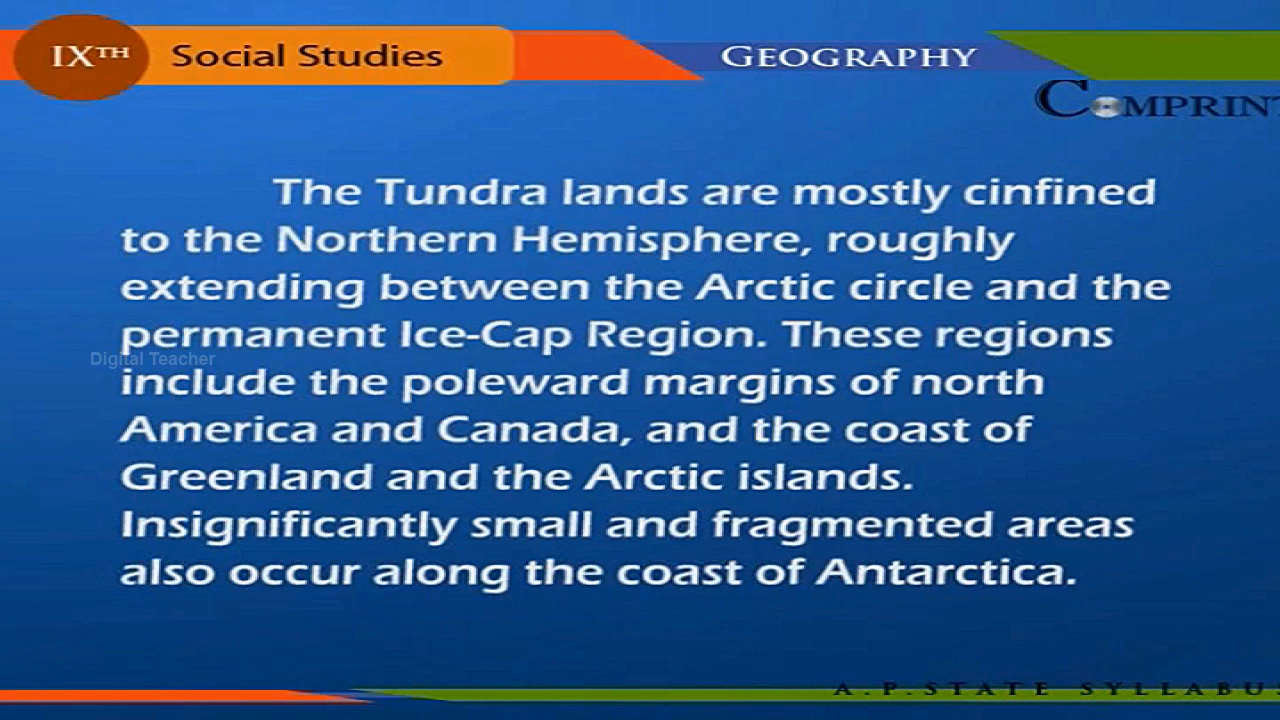 IXTH Social Studies
GEOGRAPHY
COMPRINT
The Tundra lands are mostly cinfined
to the Northern Hemisphere, roughly
extending between the Arctic circle and the
permanent Ice-Cap Region. These regions
Digital Teacher
include the poleward margins of north
America and Canada, and the coast of
Greenland and the Arctic islands.
Insignificantly small and fragmented areas
also occur along the coast of Antarctica.
A.P.STATE SYLLABUS